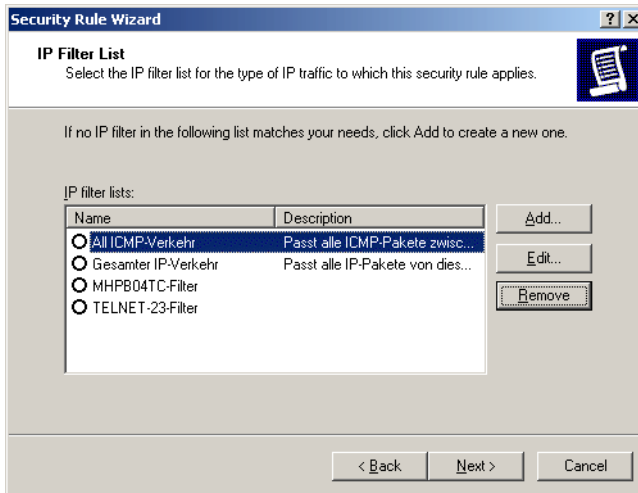 Security Rule Wizard
IP Filter List
Select the IP filter list for the type of IP traffic to which this security rule applies.
If no IP filter in the following list matches your needs, click Add to create a new one.
IP filter lists:
Name Description
All ICMP-Verkehr Passt alle ICMP-Pakete zwisc...
Gesamter IP-Verkehr Passt alle IP-Pakete von dies...
MHPB04TC-Filter
TELNET-23-Filter
Add...
Edit...
Remove
< Back Next > Cancel